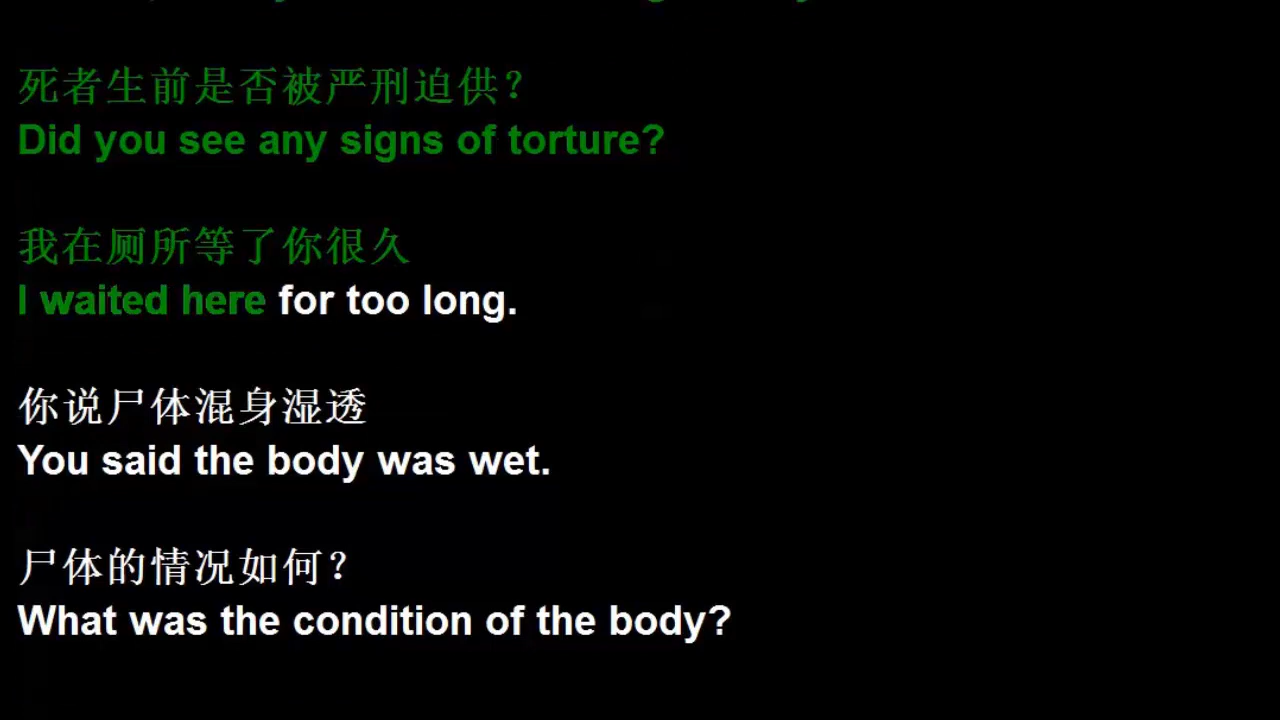 死者生前是否被严刑迫供?
Did you see any signs of torture?
我在厕所等了你很久
I waited here for too long.
你说尸体混身湿透
You said the body was wet.
尸体的情况如何?
What was the condition of the body?